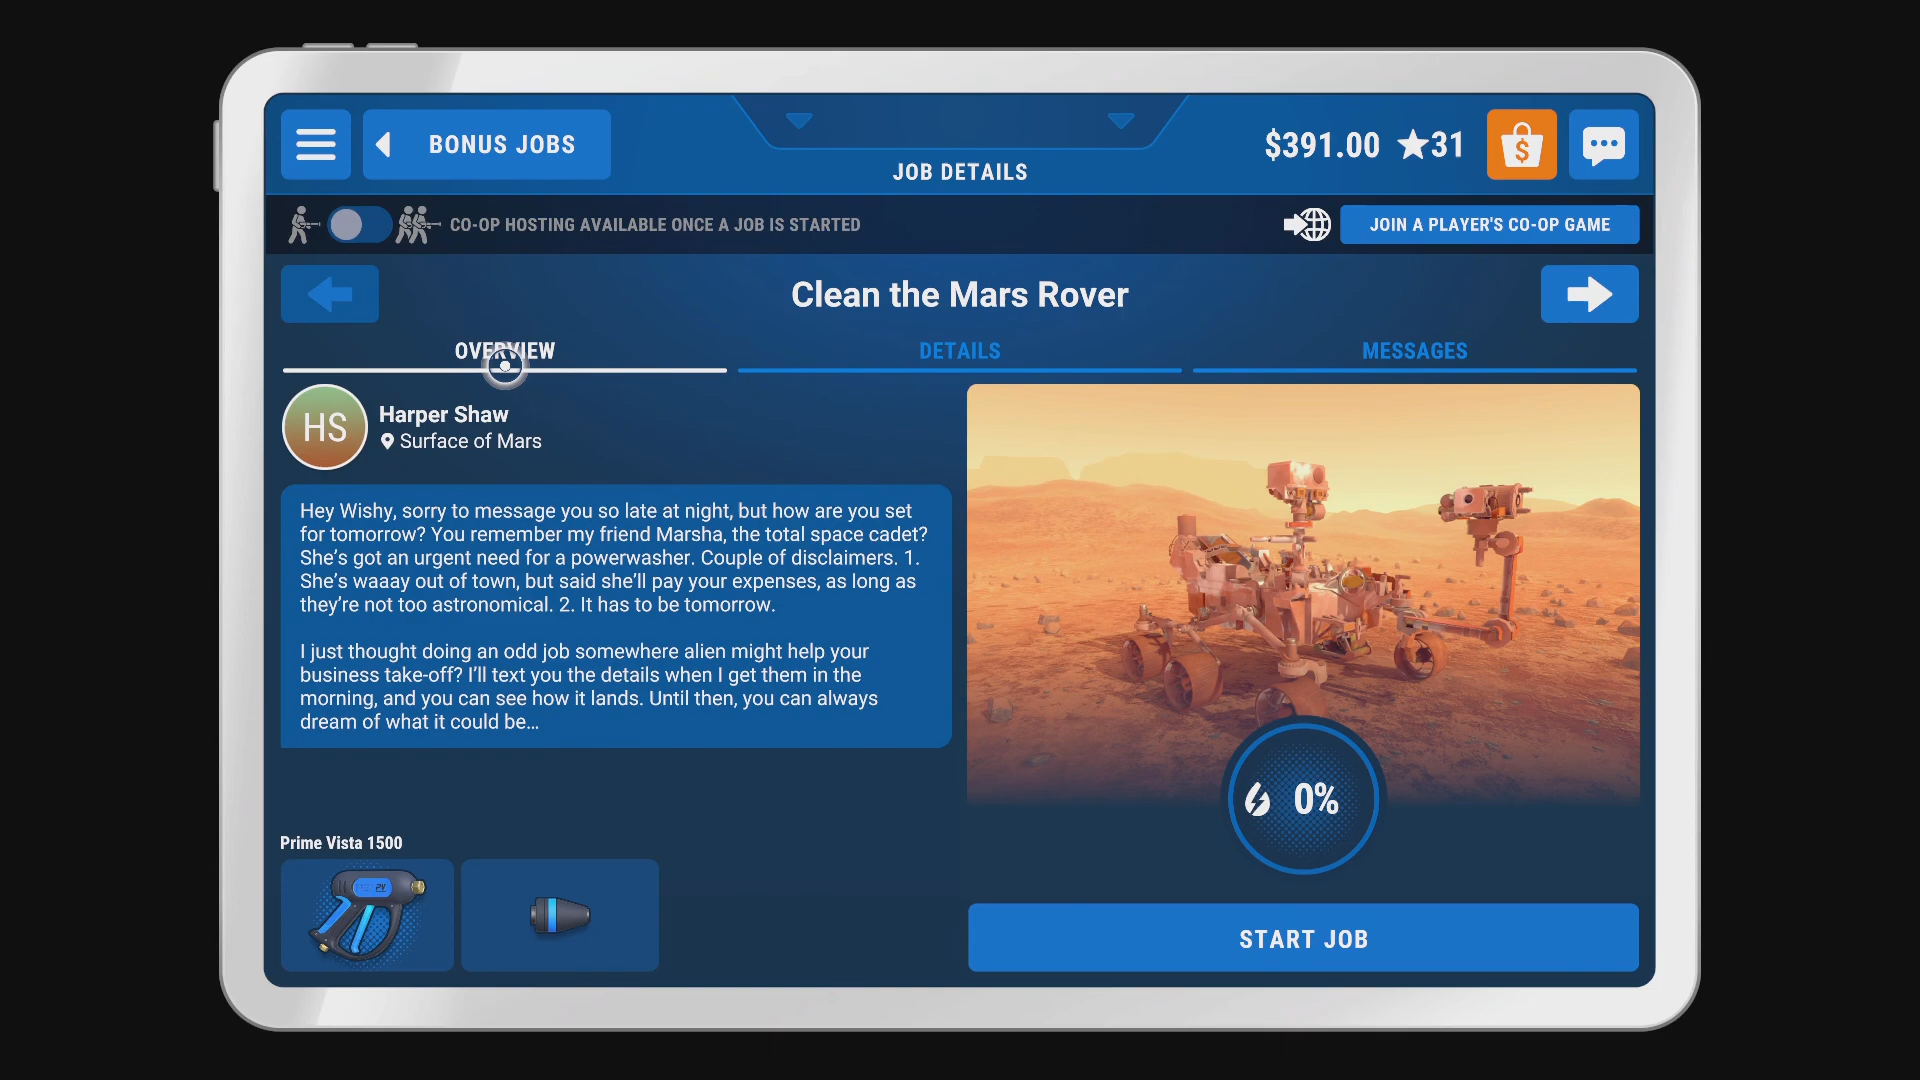 BONUS JOBS
JOB DETAILS
$391.00
31
$
CO-OP HOSTING AVAILABLE ONCE A JOB IS STARTED
JOIN A PLAYER'S CO-OP GAME
Clean the Mars Rover
OVERVIEW
DETAILS
MESSAGES
HS
Harper Shaw
Surface of Mars
Hey Wishy, sorry to message you so late at night, but how are you set
for tomorrow? You remember my friend Marsha, the total space cadet?
She's got an urgent need for a powerwasher. Couple of disclaimers. 1.
She's waaay out of town, but said she'll pay your expenses, as long as
they're not too astronomical. 2. It has to be tomorrow.
I just thought doing an odd job somewhere alien might help your
business take-off? I'll text you the details when I get them in the
morning, and you can see how it lands. Until then, you can always
dream of what it could be...
0%
Prime Vista 1500
PV
START JOB